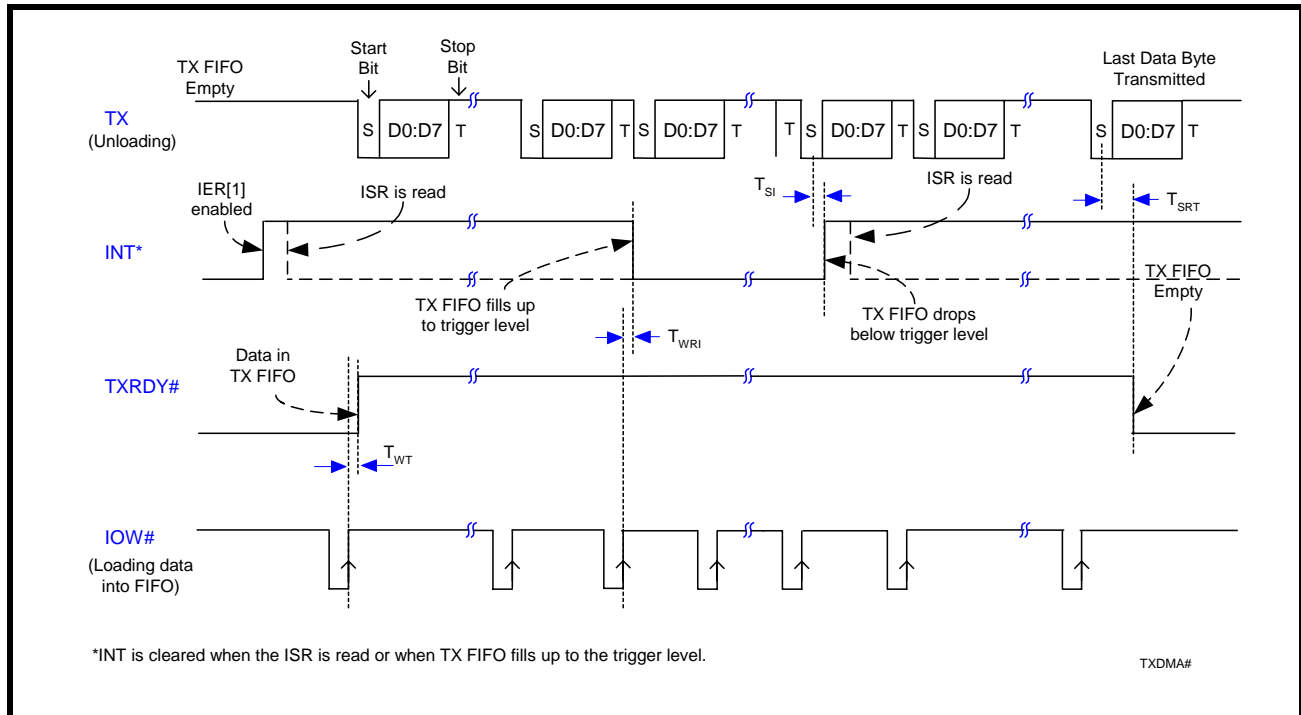 Start
Bit
Stop
Bit
TX FIFO
Empty
Last Data Byte
Transmitted
TX
(Unloading)
S D0:D7 T S D0:D7 T S D0:D7 T T S D0:D7 T S D0:D7 T S D0:D7 T
IER[1]
enabled
ISR is read
TSI
ISR is read
TSRT
INT*
TX FIFO fills up
to trigger level
TX FIFO drops
below trigger level
TX FIFO
Empty
TWRI
Data in
TX FIFO
TXRDY#
TWT
IOW#
(Loading data
into FIFO)
*INT is cleared when the ISR is read or when TX FIFO fills up to the trigger level.
TXDMA#